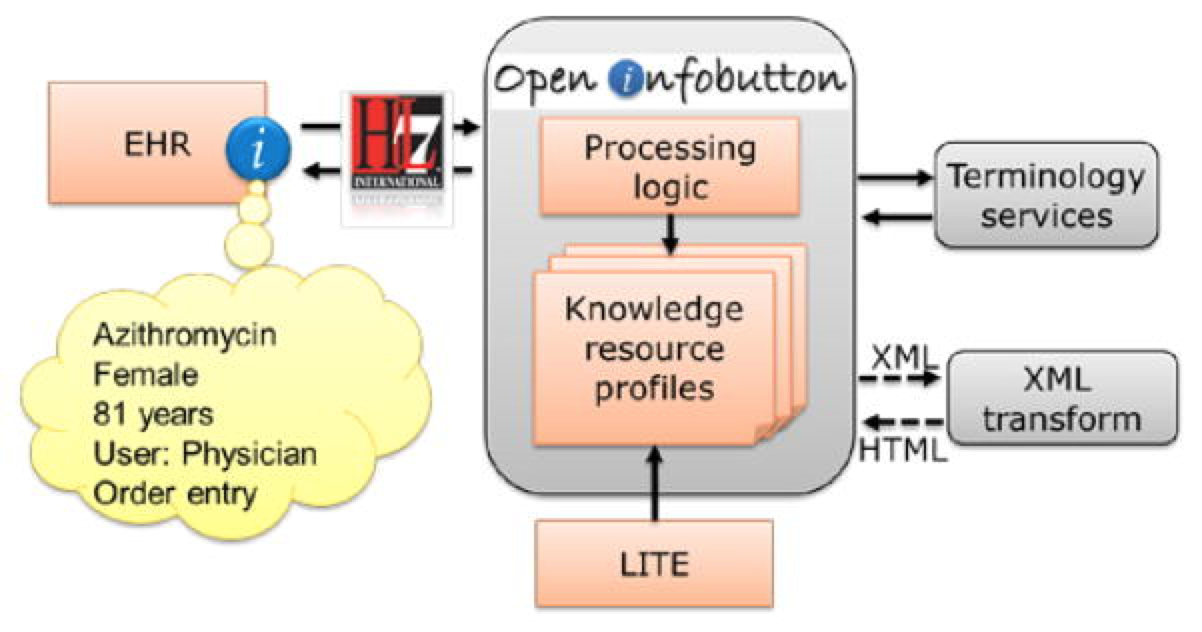 EHR
i
HL7
INTERNATIONAL
Open infobutton
Processing
logic
Knowledge
resource
profiles
Terminology
services
XML
HTML
XML
transform
LITE
Azithromycin
Female
81 years
User: Physician
Order entry